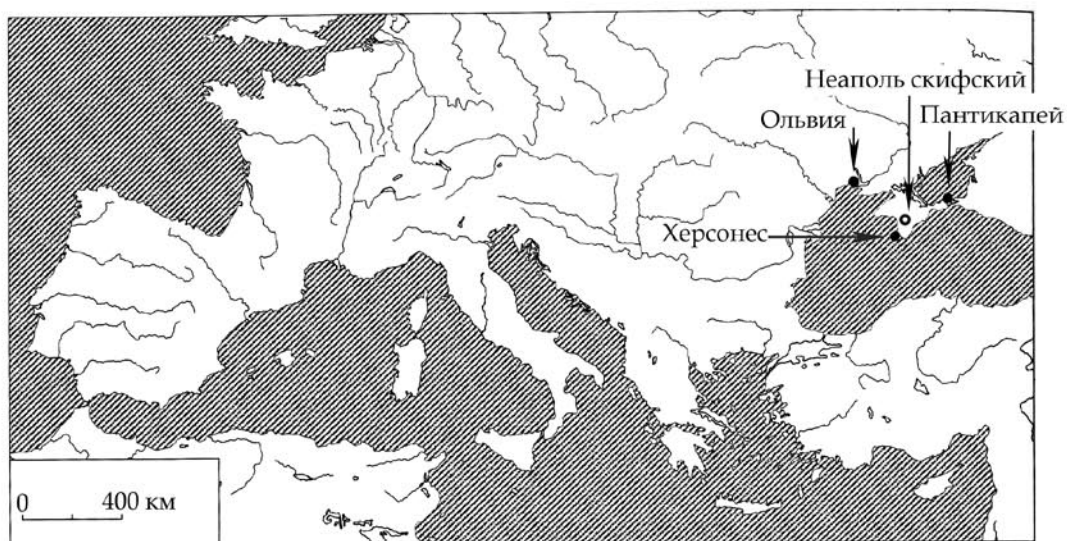 Неаполь скифский
Ольвия
Пантикапей
Херсонес
0 400 км